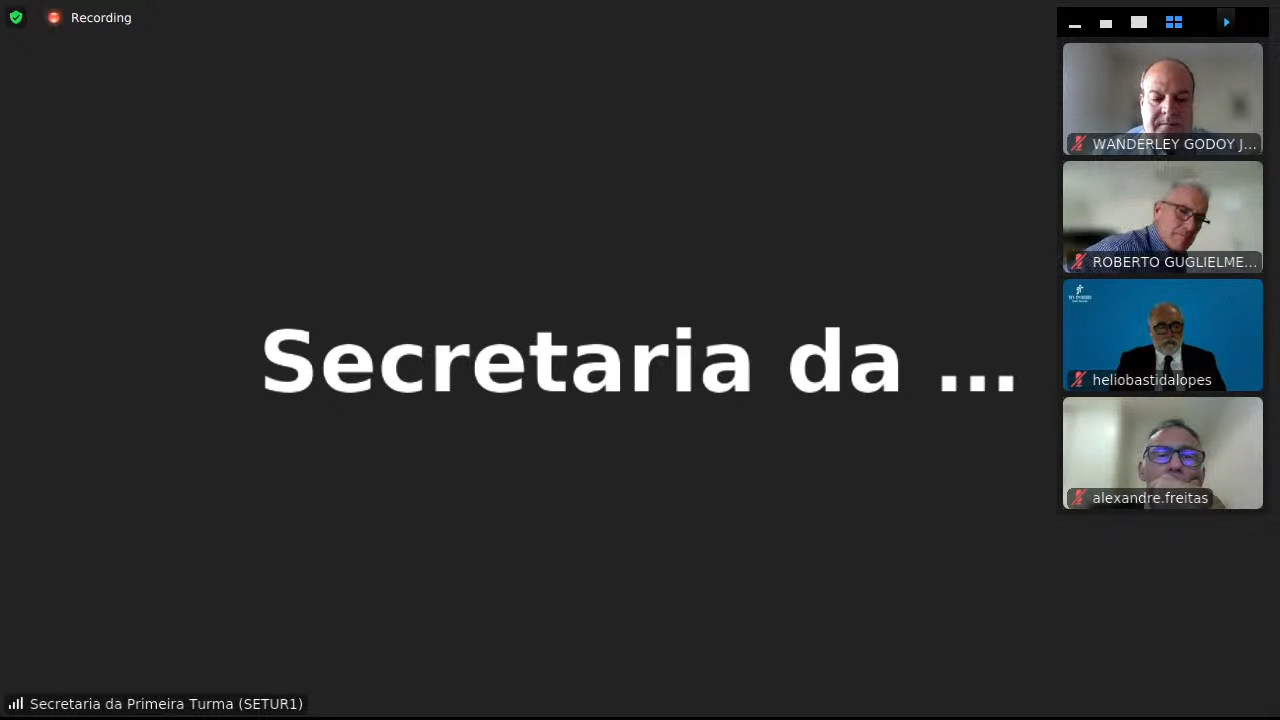 Recording
WANDERLEY GODOY J...
ROBERTO GUGLIELME...
Secretaria da ...
heliobastidalopes
alexandre.freitas
Secretaria da Primeira Turma (SETUR1)